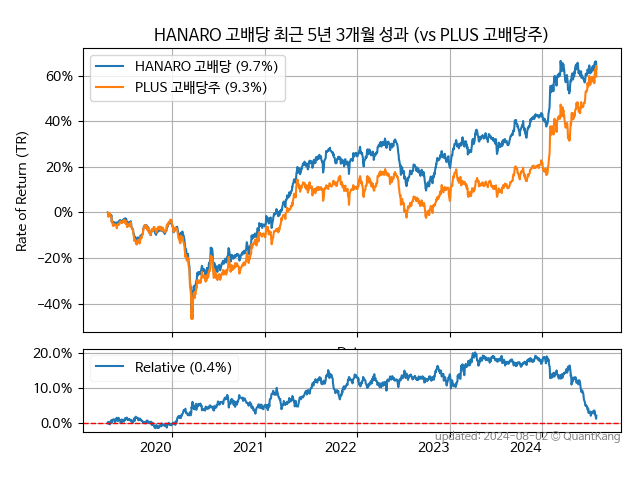 HANARO 고배당 최근 5년 3개월 성과 (vs PLUS 고배당주)
Rate of Return (TR)
HANARO 고배당 (9.7%)
PLUS 고배당주 (9.3%)
60%
40%
20%
0%
−20%
−40%
20.0%
10.0%
0.0%
Relative (0.4%)
updated: 2024-08-02 © QuantKang
2020
2021
2022
2023
2024